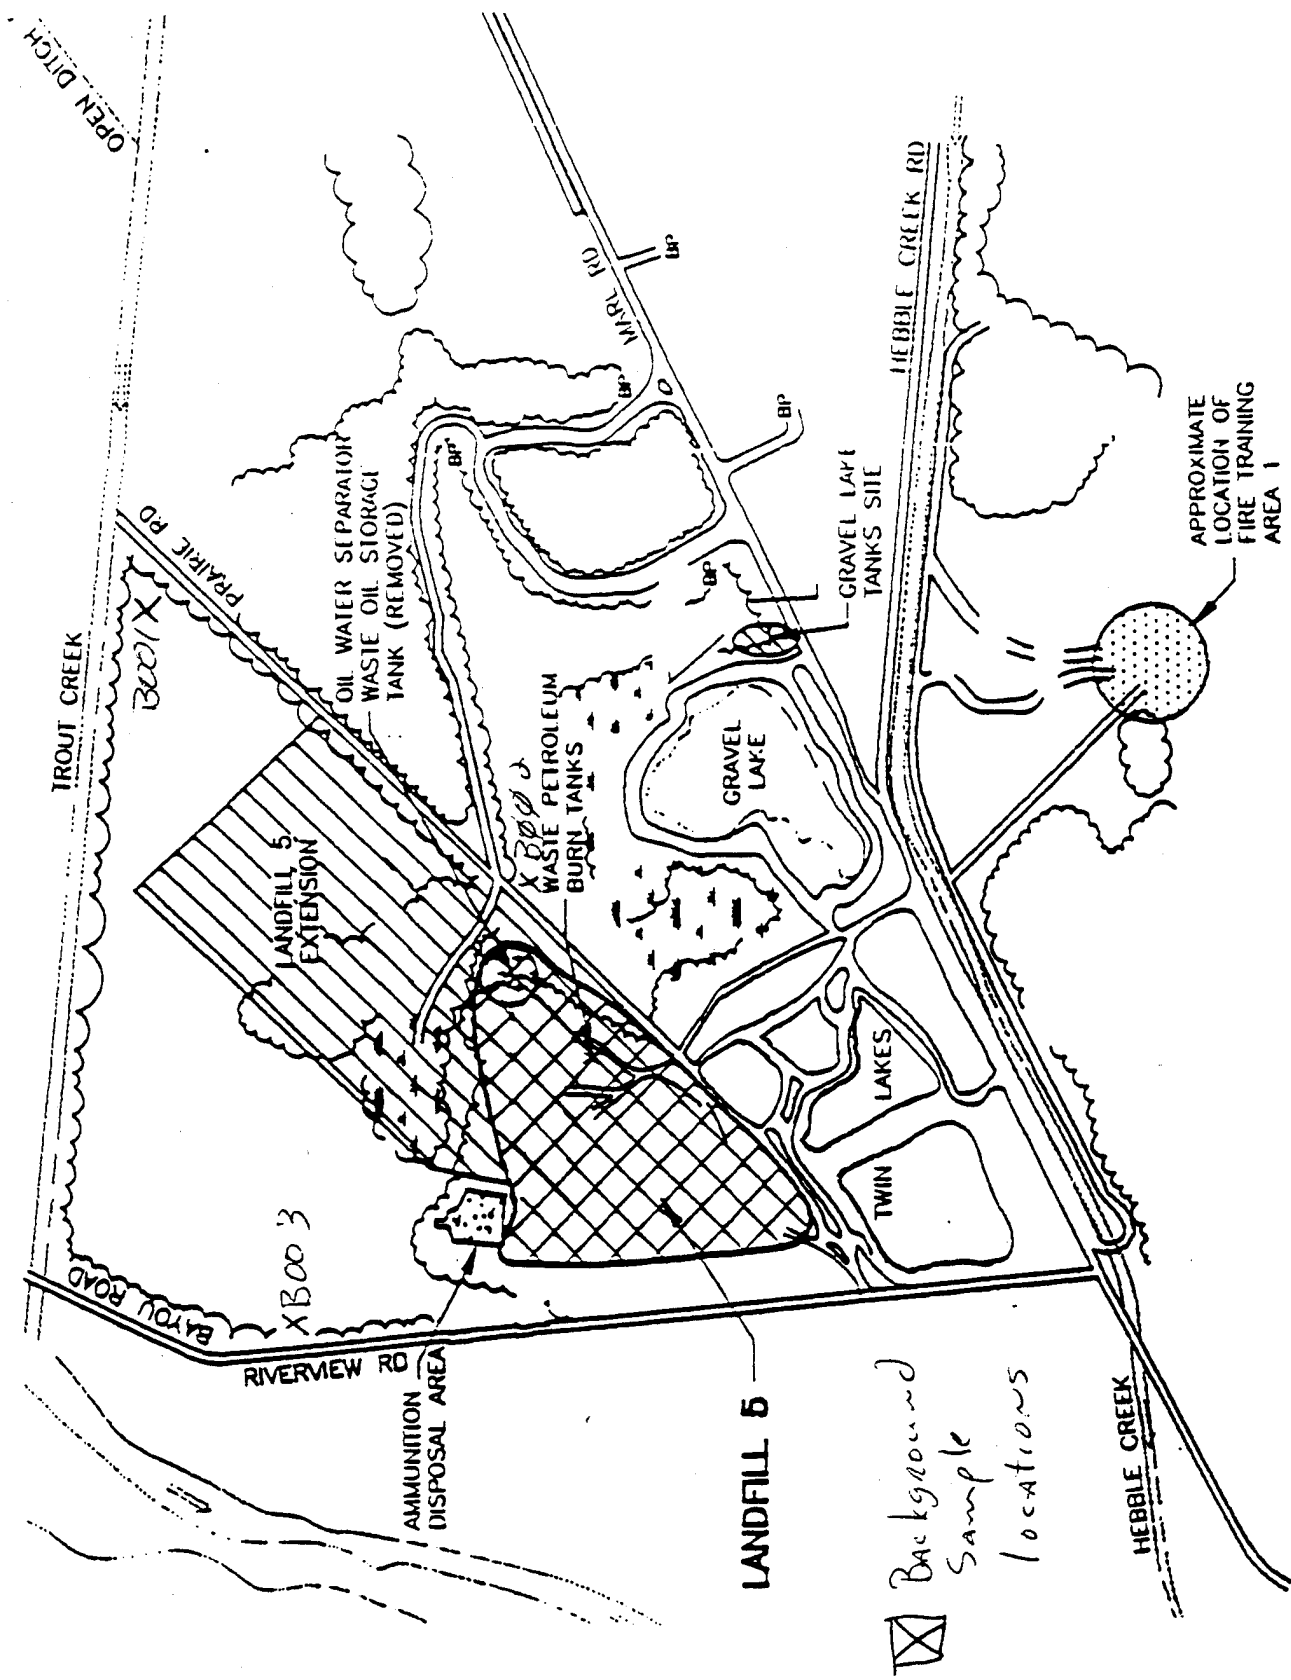 OPEN DITCH
TROUT CREEK
B001X
PRAIRIE RD
OIL WATER SEPARATOR
WASTE OIL STORAGE
TANK (REMOVED)
MARL RD
BP
BP
BP
BP
BP
HEBBLE CREEK RD
LANDFILL 5
EXTENSION
XB002
WASTE PETROLEUM
BURN TANKS
GRAVEL
LAKE
GRAVEL LAKE
TANKS SITE
APPROXIMATE
LOCATION OF
FIRE TRAINING
AREA 1
TWIN LAKES
XB003
BAYOU ROAD
RIVERVIEW RD
AMMUNITION
DISPOSAL AREA
LANDFILL 5
HEBBLE CREEK
Background
Sample
locations